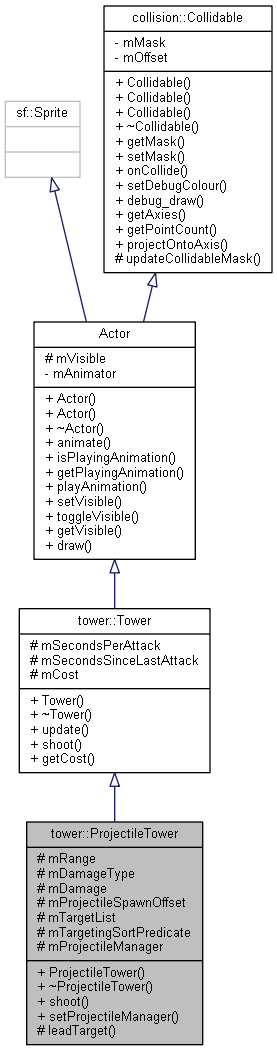 collision::Collidable
- mMask
- mOffset
+ Collidable()
+ Collidable()
+ Collidable()
+ ~Collidable()
+ getMask()
+ setMask()
+ onCollide()
+ setDebugColour()
+ debug_draw()
+ getAxies()
+ getPointCount()
+ projectOntoAxis()
# updateCollidableMask()
sf::Sprite
Actor
# mVisible
- mAnimator
+ Actor()
+ Actor()
+ ~Actor()
+ animate()
+ isPlayingAnimation()
+ getPlayingAnimation()
+ playAnimation()
+ setVisible()
+ toggleVisible()
+ getVisible()
+ draw()
tower::Tower
# mSecondsPerAttack
# mSecondsSinceLastAttack
# mCost
+ Tower()
+ ~Tower()
+ update()
+ shoot()
+ getCost()
tower::ProjectileTower
# mRange
# mDamageType
# mDamage
# mProjectileSpawnOffset
# mTargetList
# mTargetingSortPredicate
# mProjectileManager
+ ProjectileTower()
+ ~ProjectileTower()
+ shoot()
+ setProjectileManager()
# leadTarget()